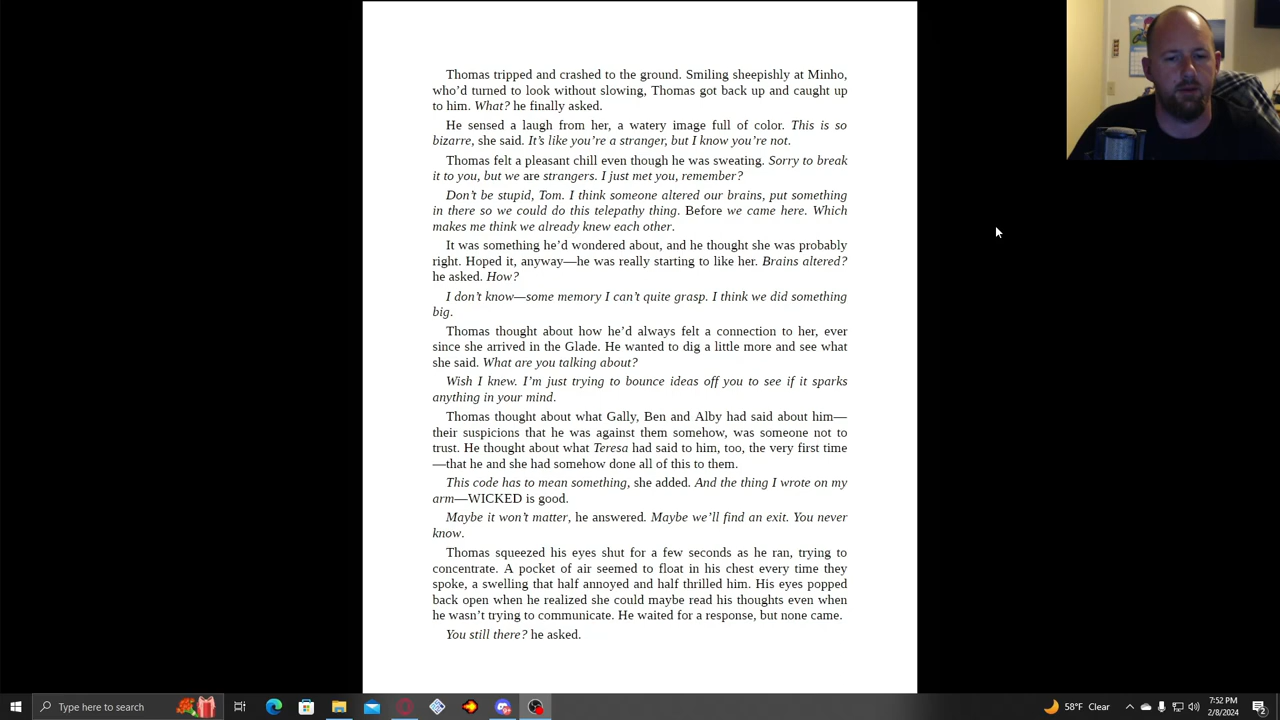 Thomas tripped and crashed to the ground. Smiling sheepishly at Minho,
who’d turned to look without slowing, Thomas got back up and caught up
to him. What? he finally asked.
He sensed a laugh from her, a watery image full of color. This is so
bizarre, she said. It’s like you’re a stranger, but I know you’re not.
Thomas felt a pleasant chill even though he was sweating. Sorry to break
it to you, but we are strangers. I just met you, remember?
Don’t be stupid, Tom. I think someone altered our brains, put something
in there so we could do this telepathy thing. Before we came here. Which
makes me think we already knew each other.
It was something he’d wondered about, and he thought she was probably
right. Hoped it, anyway—he was really starting to like her. Brains altered?
he asked. How?
I don’t know—some memory I can’t quite grasp. I think we did something
big.
Thomas thought about how he’d always felt a connection to her, ever
since she arrived in the Glade. He wanted to dig a little more and see what
she said. What are you talking about?
Wish I knew. I’m just trying to bounce ideas off you to see if it sparks
anything in your mind.
Thomas thought about what Gally, Ben and Alby had said about him—
their suspicions that he was against them somehow, was someone not to
trust. He thought about what Teresa had said to him, too, the very first time
—that he and she had somehow done all of this to them.
This code has to mean something, she added. And the thing I wrote on my
arm—WICKED is good.
Maybe it won’t matter, he answered. Maybe we’ll find an exit. You never
know.
Thomas squeezed his eyes shut for a few seconds as he ran, trying to
concentrate. A pocket of air seemed to float in his chest every time they
spoke, a swelling that half annoyed and half thrilled him. His eyes popped
back open when he realized she could maybe read his thoughts even when
he wasn’t trying to communicate. He waited for a response, but none came.
You still there? he asked.
Type here to search
58°F Clear
7:52 PM
2/8/2024
2